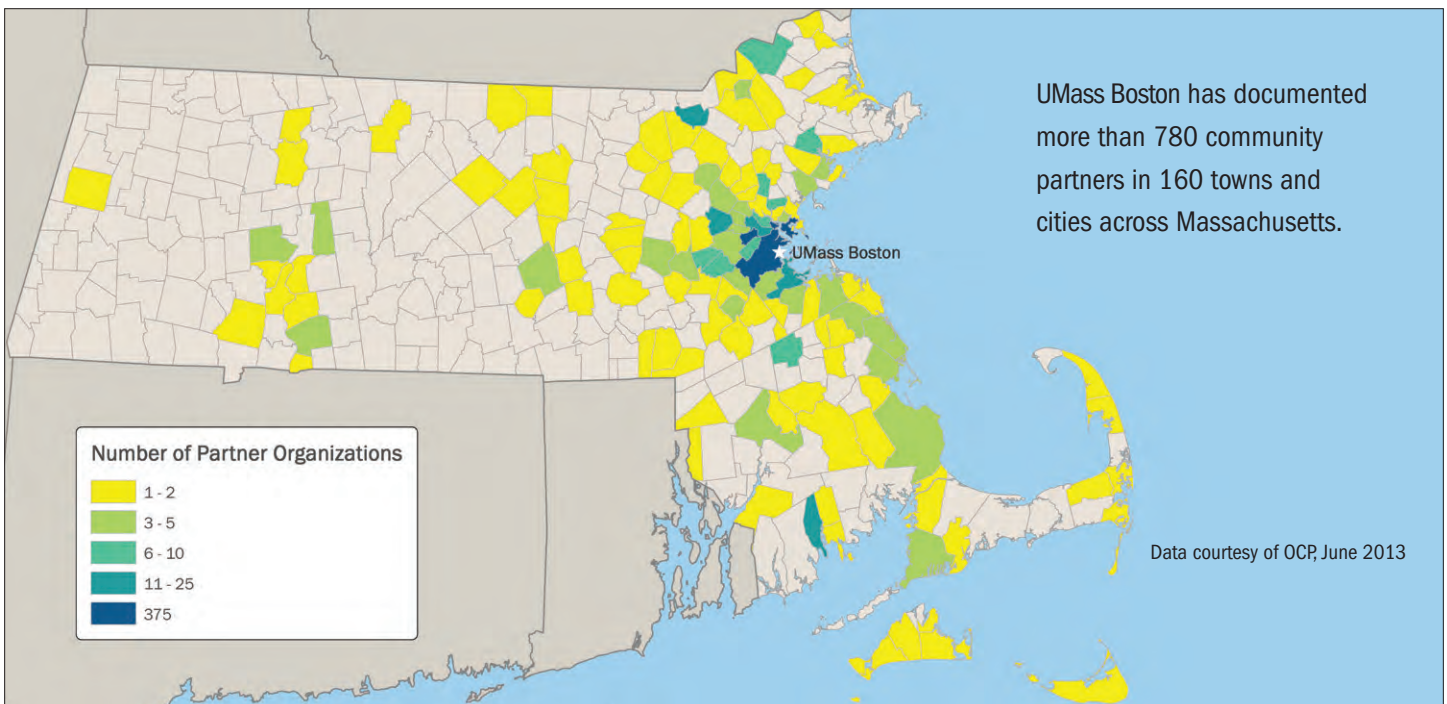 UMass Boston has documented
more than 780 community
partners in 160 towns and
cities across Massachusetts.
UMass Boston
Number of Partner Organizations
1 - 2
3 - 5
6 - 10
11 - 25
375
Data courtesy of OCP, June 2013